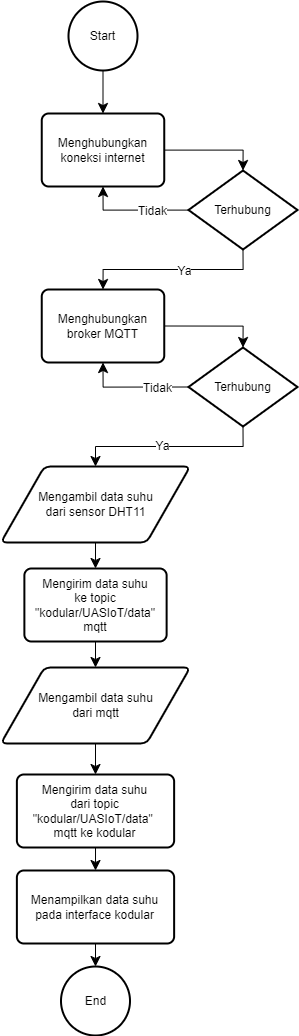 Start
Menghubungkan
koneksi internet
Terhubung
Tidak
Ya
Menghubungkan
broker MQTT
Terhubung
Tidak
Ya
Mengambil data suhu
dari sensor DHT11
Mengirim data suhu
ke topic
"kodular/UASIoT/data"
mqtt
Mengambil data suhu
dari mqtt
Mengirim data suhu
dari topic
"kodular/UASIoT/data"
mqtt ke kodular
Menampilkan data suhu
pada interface kodular
End